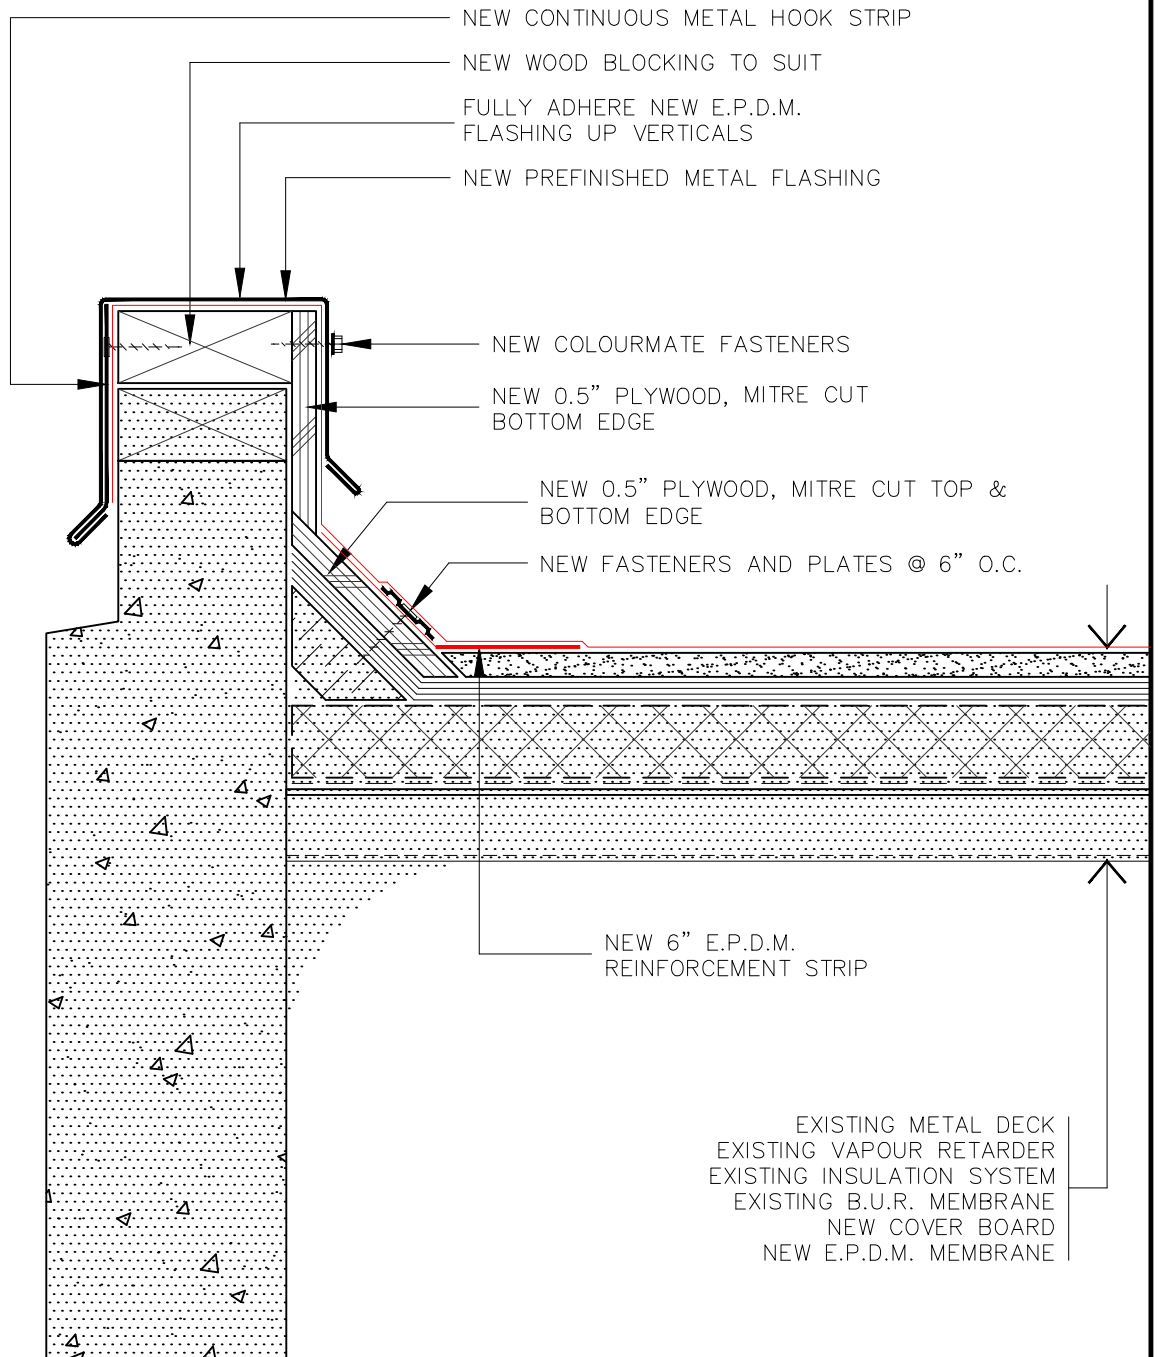 NEW CONTINUOUS METAL HOOK STRIP
NEW WOOD BLOCKING TO SUIT
FULLY ADHERE NEW E.P.D.M.
FLASHING UP VERTICALS
NEW PREFINISHED METAL FLASHING
NEW COLOURMATE FASTENERS
NEW 0.5” PLYWOOD, MITRE CUT
BOTTOM EDGE
NEW 0.5” PLYWOOD, MITRE CUT TOP &
BOTTOM EDGE
NEW FASTENERS AND PLATES @ 6” O.C.
NEW 6” E.P.D.M.
REINFORCEMENT STRIP
EXISTING METAL DECK
EXISTING VAPOUR RETARDER
EXISTING INSULATION SYSTEM
EXISTING B.U.R. MEMBRANE
NEW COVER BOARD
NEW E.P.D.M. MEMBRANE